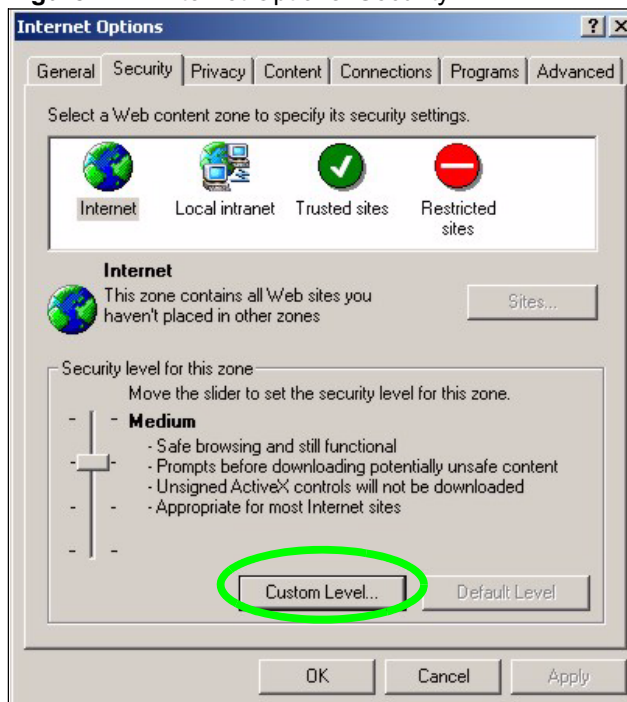 Internet Options
General Security Privacy Content Connections Programs Advanced
Select a Web content zone to specify its security settings.
Internet Local intranet Trusted sites Restricted sites
Internet
This zone contains all Web sites you
haven't placed in other zones
Sites...
Security level for this zone
Move the slider to set the security level for this zone.
Medium
- Safe browsing and still functional
- Prompts before downloading potentially unsafe content
- Unsigned ActiveX controls will not be downloaded
- Appropriate for most Internet sites
Custom Level... Default Level
OK Cancel Apply